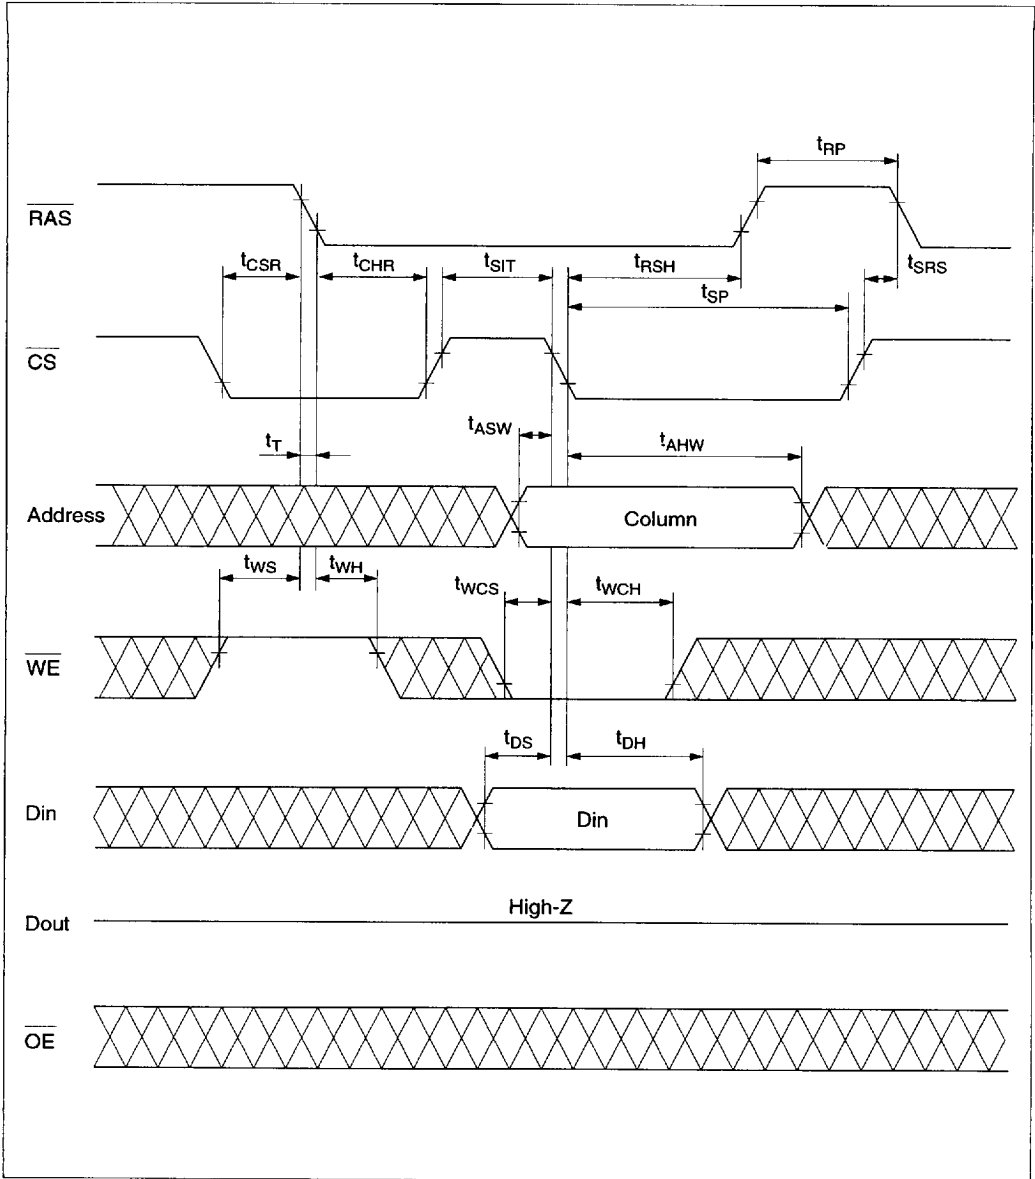 tRP
RAS
tCSR
tCHR
tSIT
tRSH
tSRS
tSP
CS
tASW
tT
tAHW
Address
Column
tWS
tWH
tWCS
tWCH
WE
tDS
tDH
Din
Din
High-Z
Dout
OE